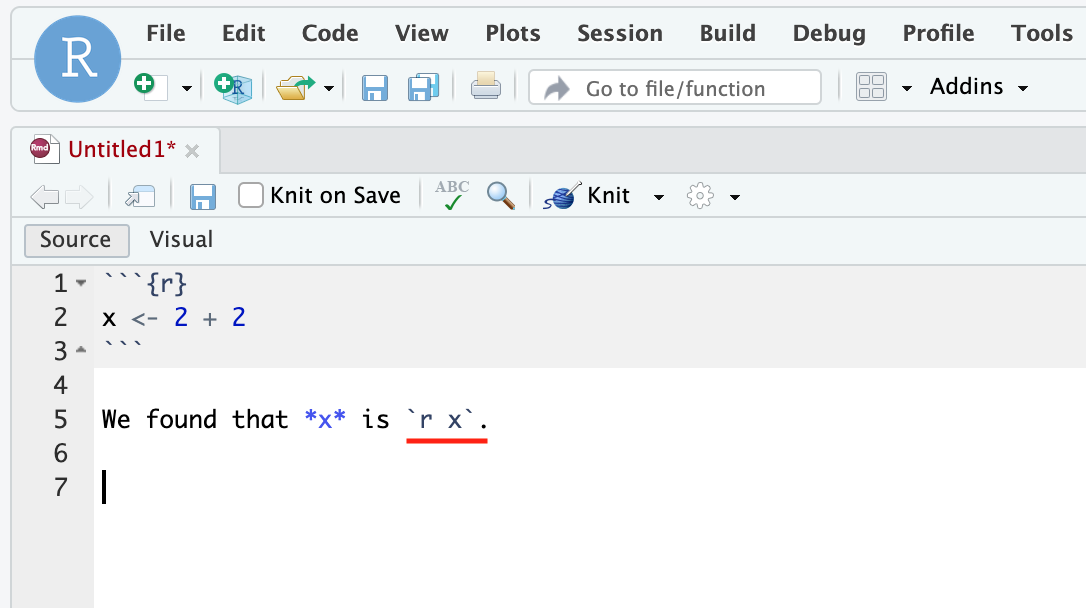 R
File Edit Code View Plots Session Build Debug Profile Tools
R
Go to file/function
Addins
Rmd
Untitled1*
Knit on Save
ABC
Knit
Source Visual
1 ```{r}
2 x <- 2 + 2
3 ```
4
5 We found that *x* is `r x`.
6
7